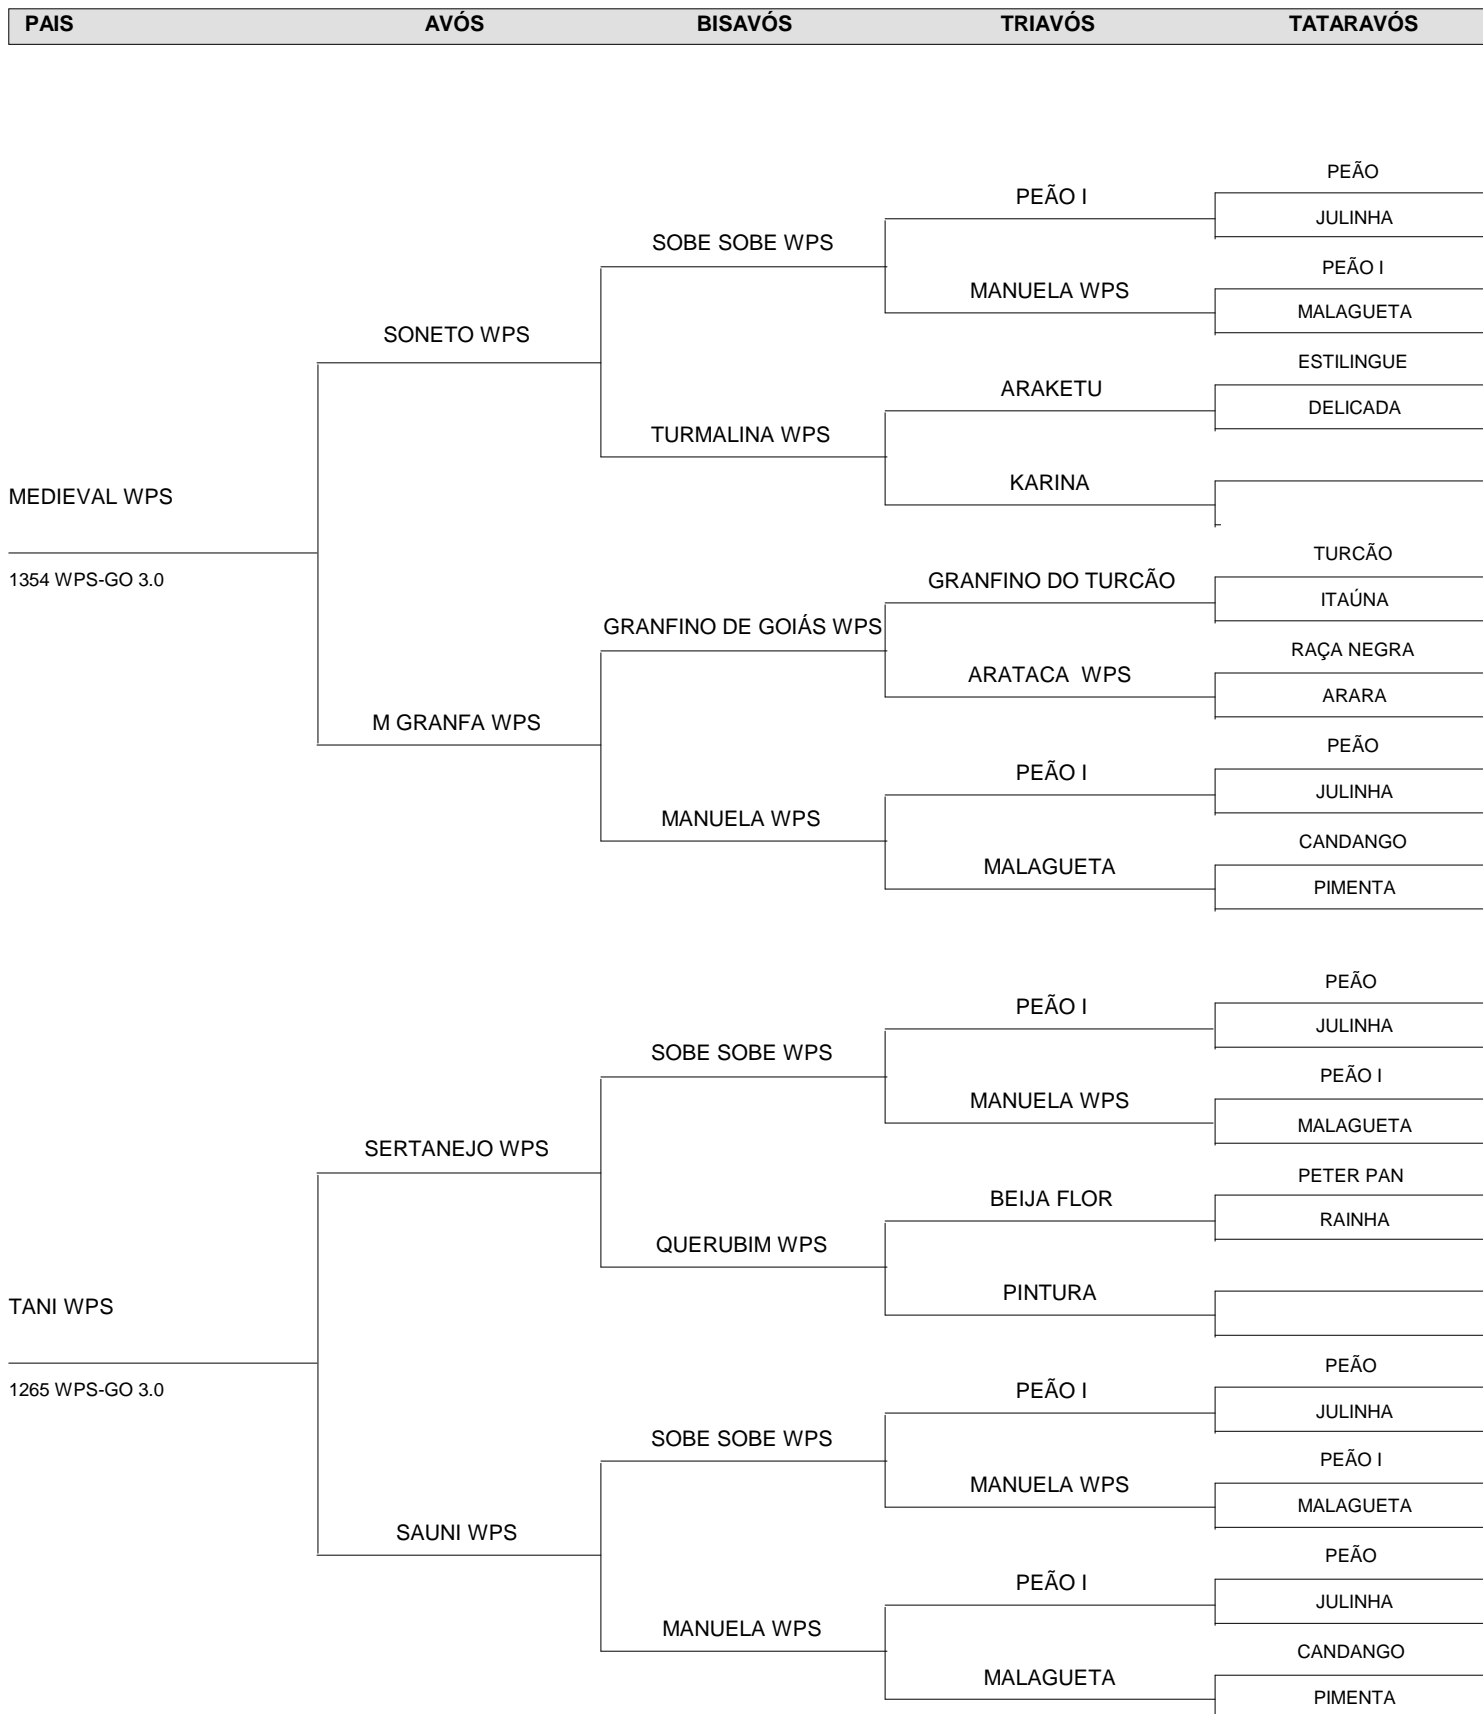 PAIS AVÓS BISAVÓS TRIAVÓS TATARAVÓS
PEÃO
PEÃO I
JULINHA
SOBE SOBE WPS
PEÃO I
MANUELA WPS
MALAGUETA
SONETO WPS
ESTILINGUE
ARAKETU
DELICADA
TURMALINA WPS
KARINA
MEDIEVAL WPS
TURCÃO
1354 WPS-GO 3.0
GRANFINO DO TURCÃO
ITAÚNA
GRANFINO DE GOIÁS WPS
RAÇA NEGRA
ARATACA WPS
ARARA
M GRANFA WPS
PEÃO
PEÃO I
JULINHA
MANUELA WPS
CANDANGO
MALAGUETA
PIMENTA
PEÃO
PEÃO I
JULINHA
SOBE SOBE WPS
PEÃO I
MANUELA WPS
MALAGUETA
SERTANEJO WPS
PETER PAN
BEIJA FLOR
RAINHA
QUERUBIM WPS
PINTURA
TANI WPS
PEÃO
1265 WPS-GO 3.0
PEÃO I
JULINHA
SOBE SOBE WPS
PEÃO I
MANUELA WPS
MALAGUETA
SAUNI WPS
PEÃO
PEÃO I
JULINHA
MANUELA WPS
CANDANGO
MALAGUETA
PIMENTA